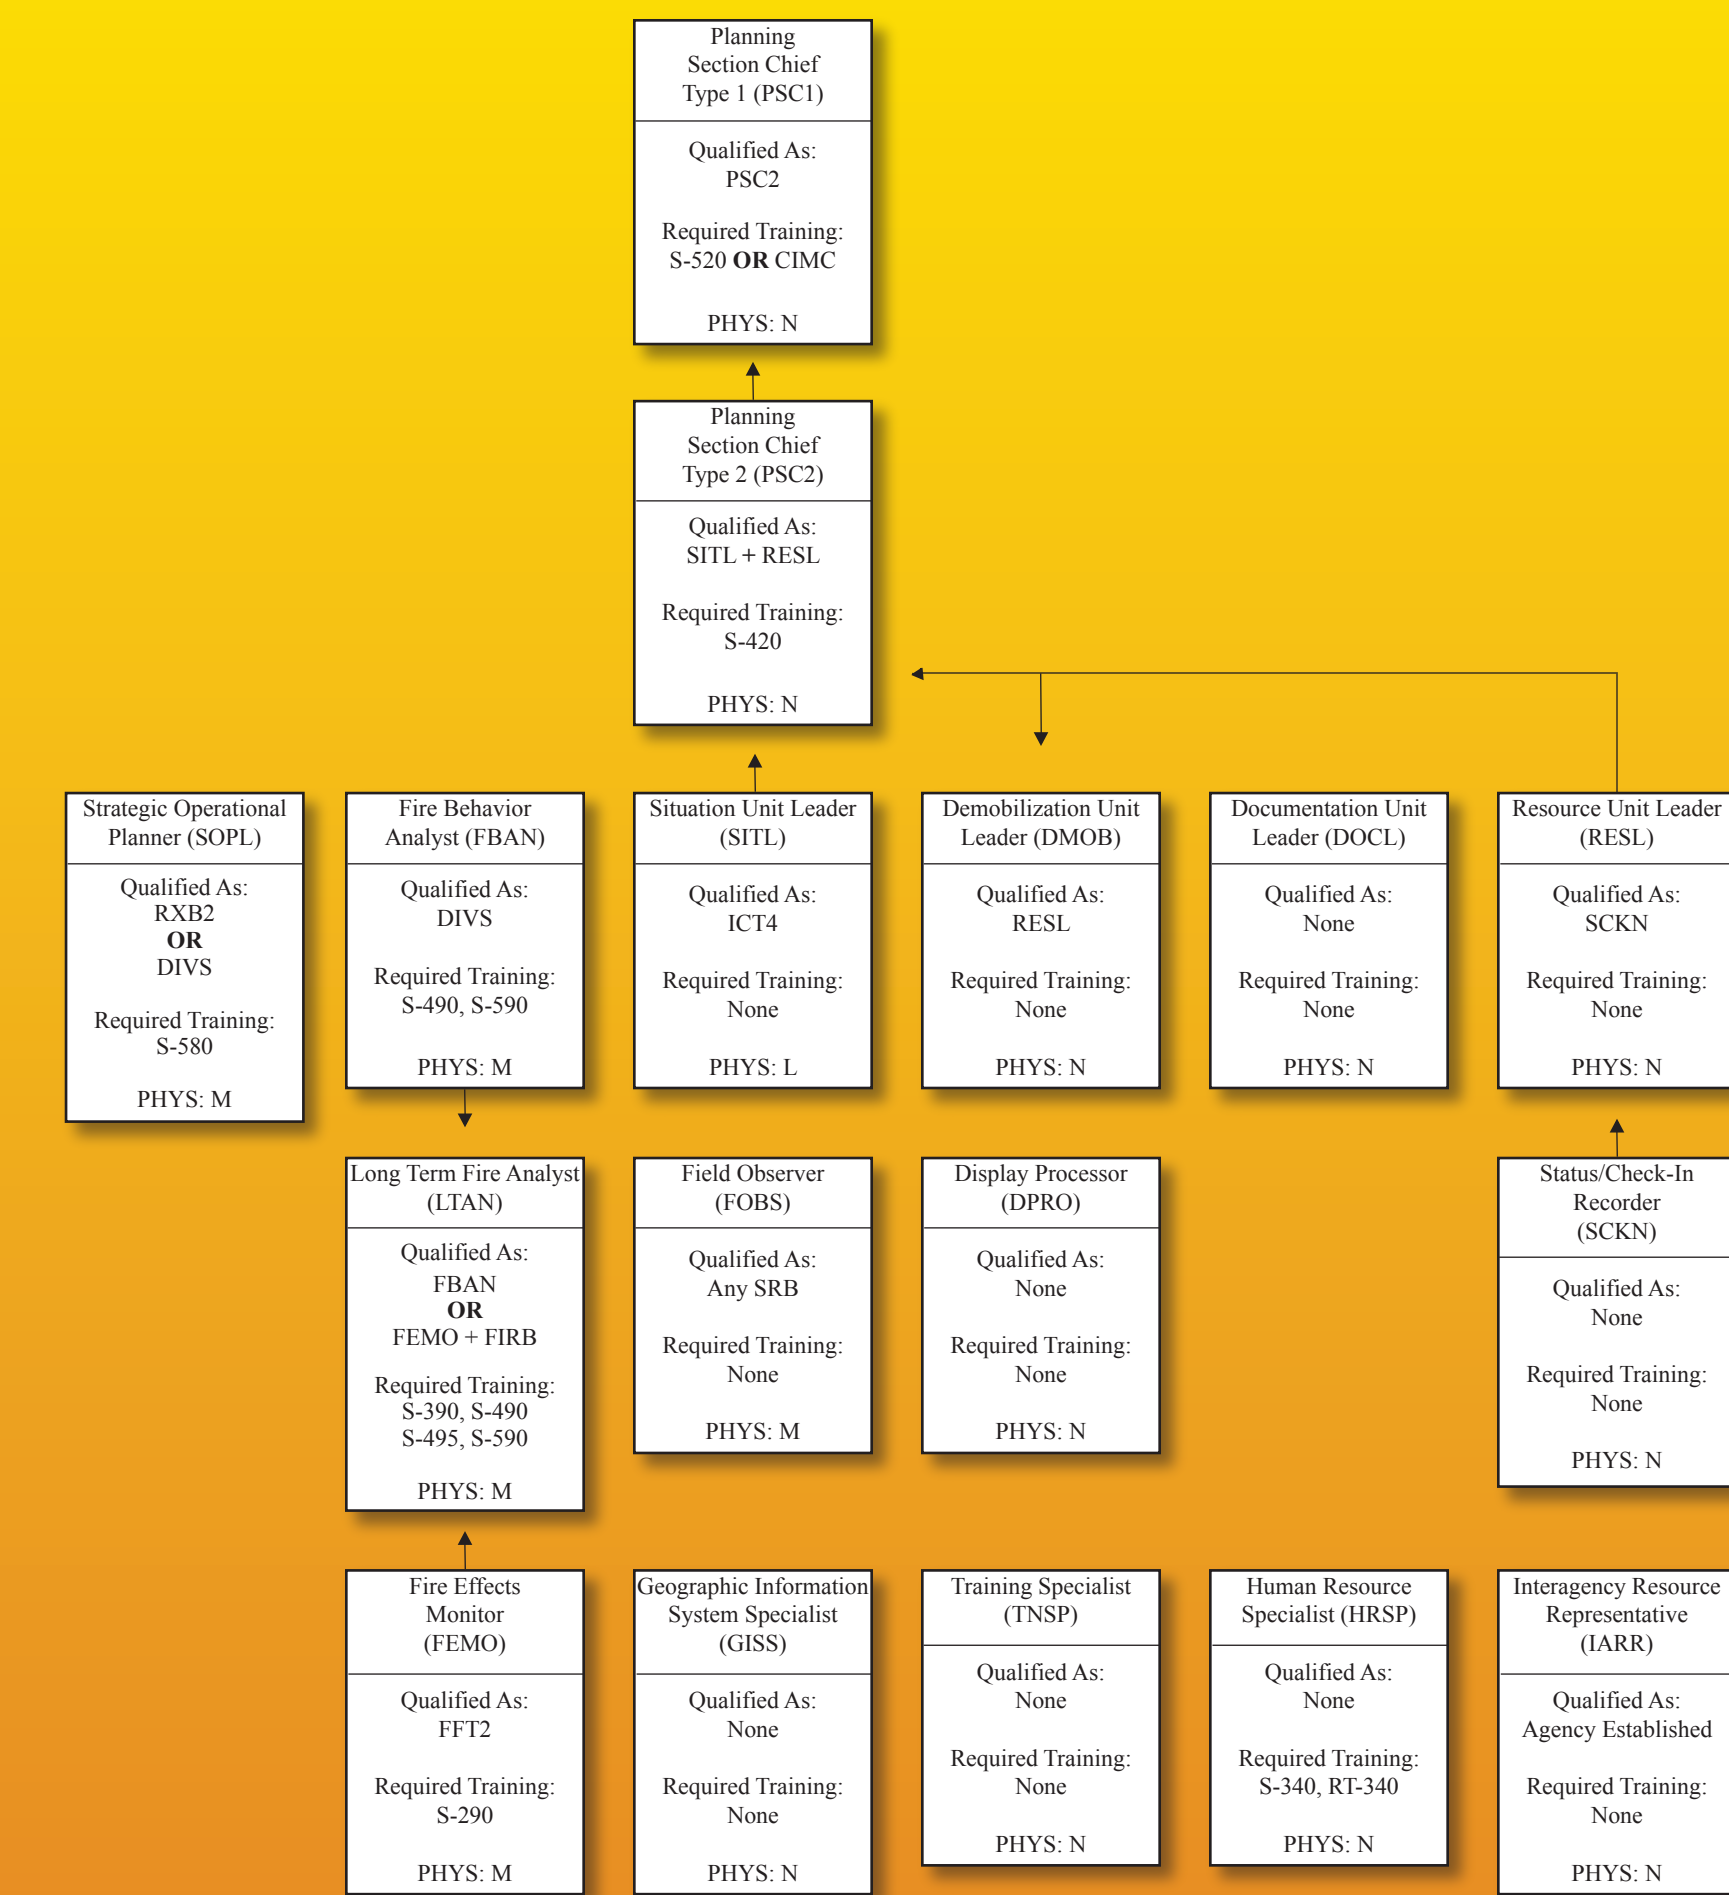 Planning
Section Chief
Type 1 (PSC1)
Qualified As:
PSC2
Required Training:
S-520 OR CIMC
PHYS: N
Planning
Section Chief
Type 2 (PSC2)
Qualified As:
SITL + RESL
Required Training:
S-420
PHYS: N
Strategic Operational
Planner (SOPL)
Qualified As:
RXB2
OR
DIVS
Required Training:
S-580
PHYS: M
Fire Behavior
Analyst (FBAN)
Qualified As:
DIVS
Required Training:
S-490, S-590
PHYS: M
Situation Unit Leader
(SITL)
Qualified As:
ICT4
Required Training:
None
PHYS: L
Demobilization Unit
Leader (DMOB)
Qualified As:
RESL
Required Training:
None
PHYS: N
Documentation Unit
Leader (DOCL)
Qualified As:
None
Required Training:
None
PHYS: N
Resource Unit Leader
(RESL)
Qualified As:
SCKN
Required Training:
None
PHYS: N
Long Term Fire Analyst
(LTAN)
Qualified As:
FBAN
OR
FEMO + FIRB
Required Training:
S-390, S-490
S-495, S-590
PHYS: M
Field Observer
(FOBS)
Qualified As:
Any SRB
Required Training:
None
PHYS: M
Display Processor
(DPRO)
Qualified As:
None
Required Training:
None
PHYS: N
Status/Check-In
Recorder
(SCKN)
Qualified As:
None
Required Training:
None
PHYS: N
Fire Effects
Monitor
(FEMO)
Qualified As:
FFT2
Required Training:
S-290
PHYS: M
Geographic Information
System Specialist
(GISS)
Qualified As:
None
Required Training:
None
PHYS: N
Training Specialist
(TNSP)
Qualified As:
None
Required Training:
None
PHYS: N
Human Resource
Specialist (HRSP)
Qualified As:
None
Required Training:
S-340, RT-340
PHYS: N
Interagency Resource
Representative
(IARR)
Qualified As:
Agency Established
Required Training:
None
PHYS: N